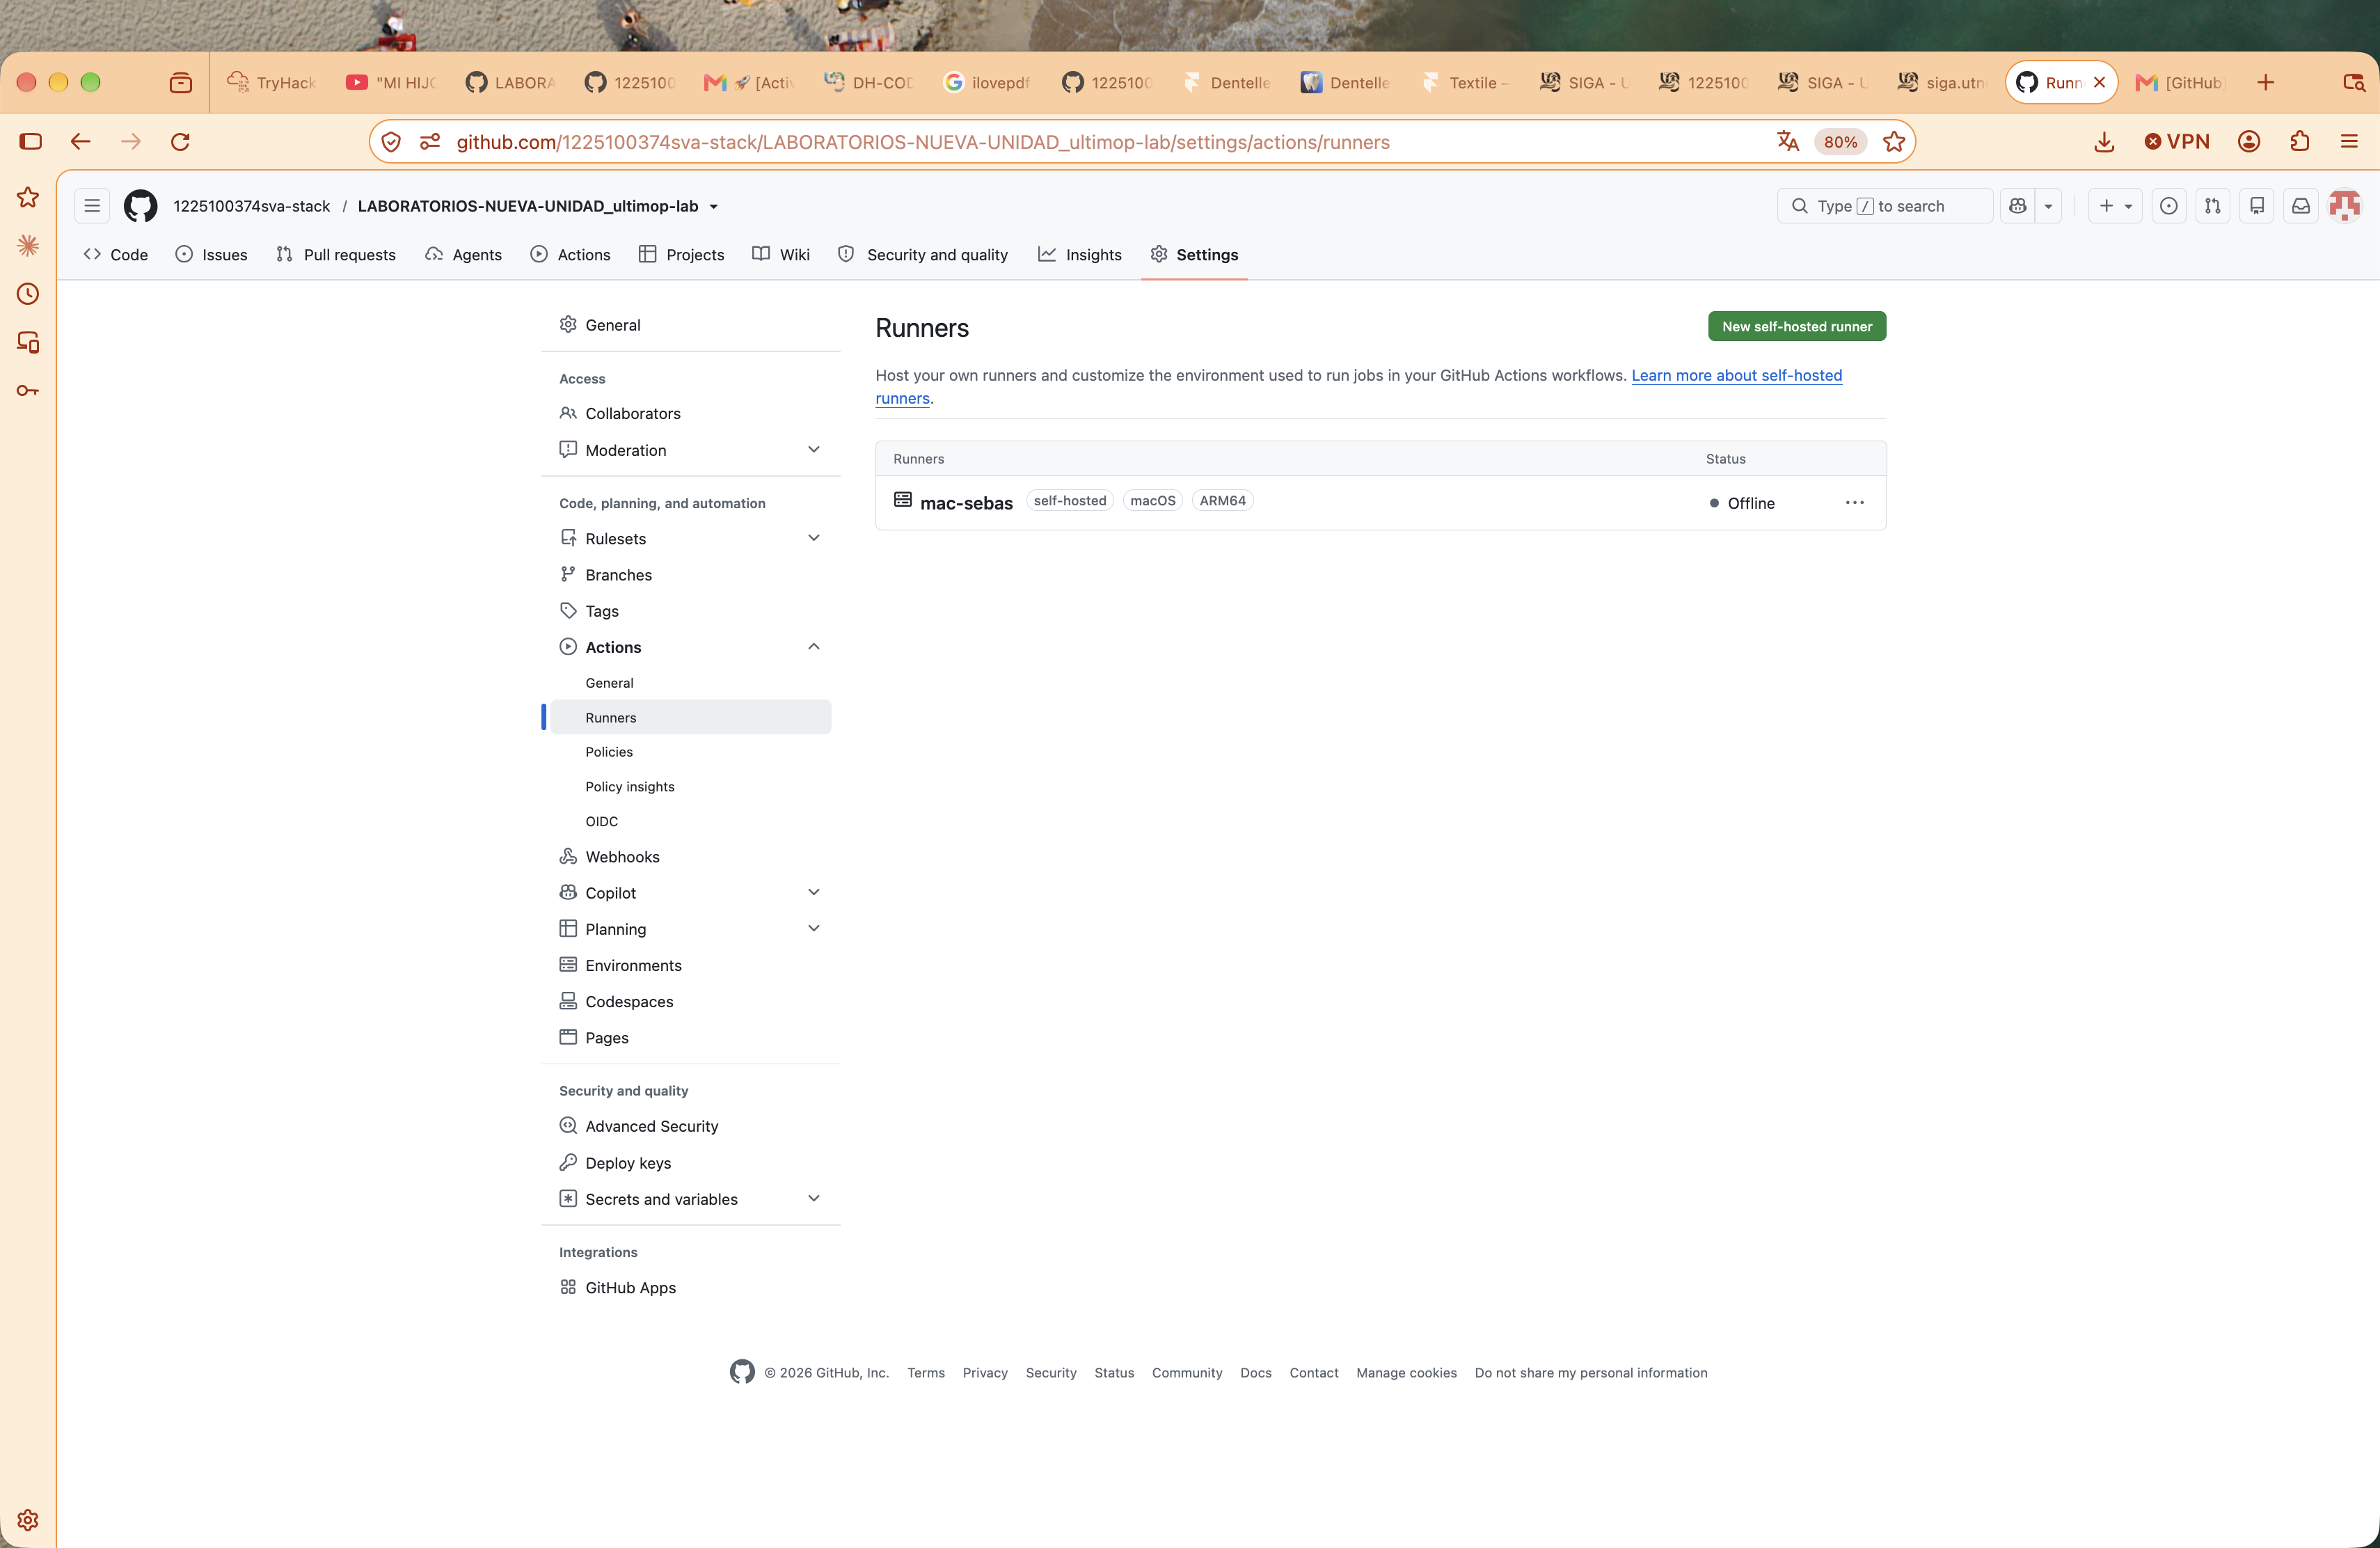 TryHack "MI HIJO LABORA 1225100 [Activ DH-COD ilovepdf 1225100 Dentelle Dentelle Textile – SIGA - U 1225100 SIGA - U siga.utn Runn [GitHub]
github.com/1225100374sva-stack/LABORATORIOS-NUEVA-UNIDAD_ultimop-lab/settings/actions/runners 80% VPN
1225100374sva-stack / LABORATORIOS-NUEVA-UNIDAD_ultimop-lab Type / to search
Code Issues Pull requests Agents Actions Projects Wiki Security and quality Insights Settings
General
Access
Collaborators
Moderation
Code, planning, and automation
Rulesets
Branches
Tags
Actions
General
Runners
Policies
Policy insights
OIDC
Webhooks
Copilot
Planning
Environments
Codespaces
Pages
Security and quality
Advanced Security
Deploy keys
Secrets and variables
Integrations
GitHub Apps
Runners New self-hosted runner
Host your own runners and customize the environment used to run jobs in your GitHub Actions workflows. Learn more about self-hosted
runners.
Runners Status
mac-sebas self-hosted macOS ARM64 Offline
© 2026 GitHub, Inc. Terms Privacy Security Status Community Docs Contact Manage cookies Do not share my personal information